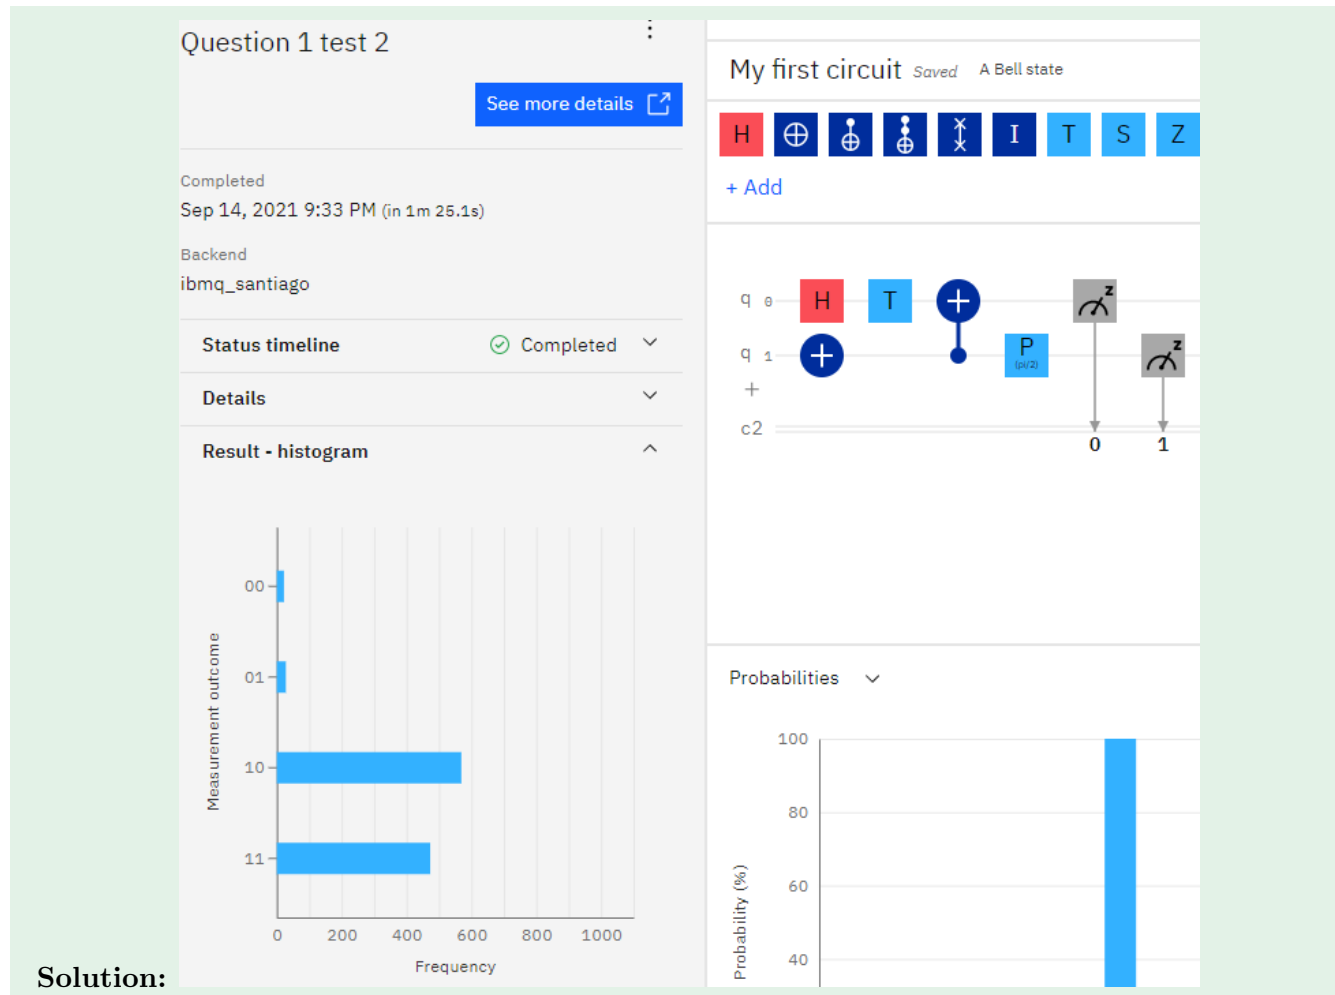 Question 1 test 2
See more details
Completed
Sep 14, 2021 9:33 PM (in 1m 25.1s)
Backend
ibmq_santiago
Status timeline
Completed
Details
Result - histogram
Measurement outcome
00
01
10
11
0 200 400 600 800 1000
Frequency
My first circuit Saved A Bell state
H T S Z
I
+ Add
q 0 H T + z
q 1 + P z
(pi/2)
+
c2
0 1
Probabilities
Probability (%)
100
80
60
40
Solution: